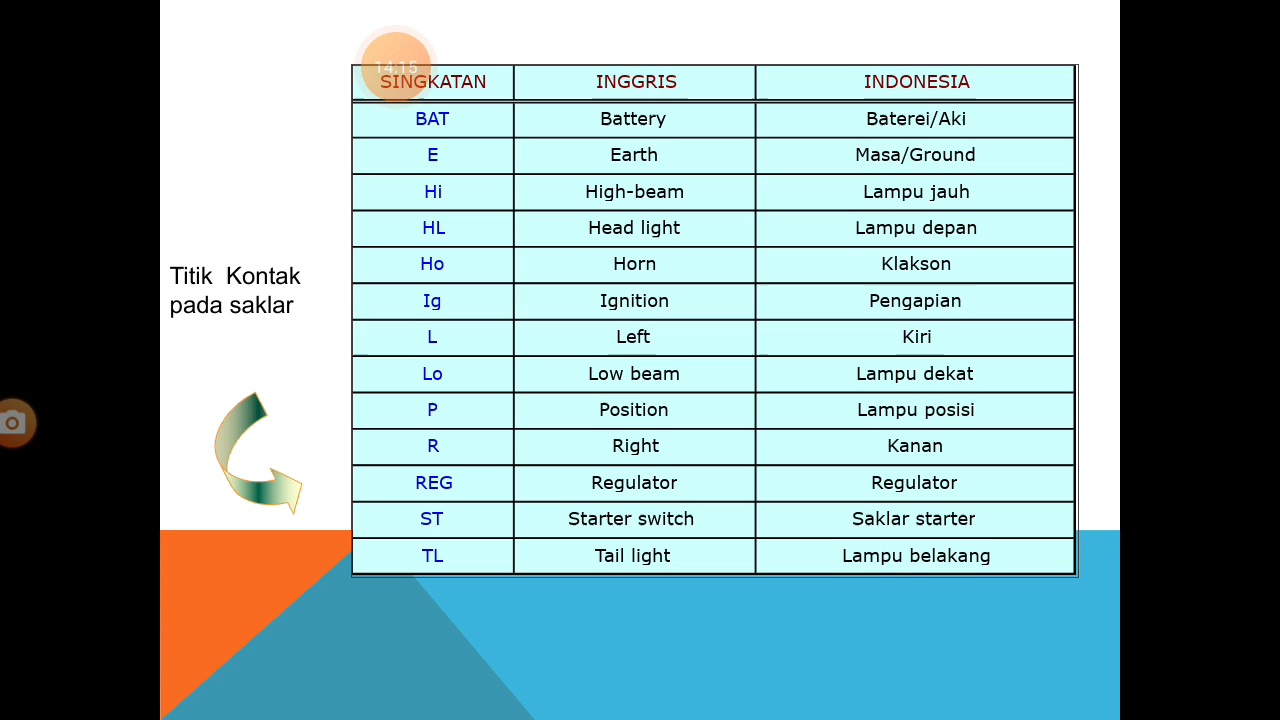 14.15
SINGKATAN INGGRIS INDONESIA
BAT Battery Baterei/Aki
E Earth Masa/Ground
Hi High-beam Lampu jauh
HL Head light Lampu depan
Ho Horn Klakson
Ig Ignition Pengapian
L Left Kiri
Lo Low beam Lampu dekat
P Position Lampu posisi
R Right Kanan
REG Regulator Regulator
ST Starter switch Saklar starter
TL Tail light Lampu belakang
Titik Kontak
pada saklar